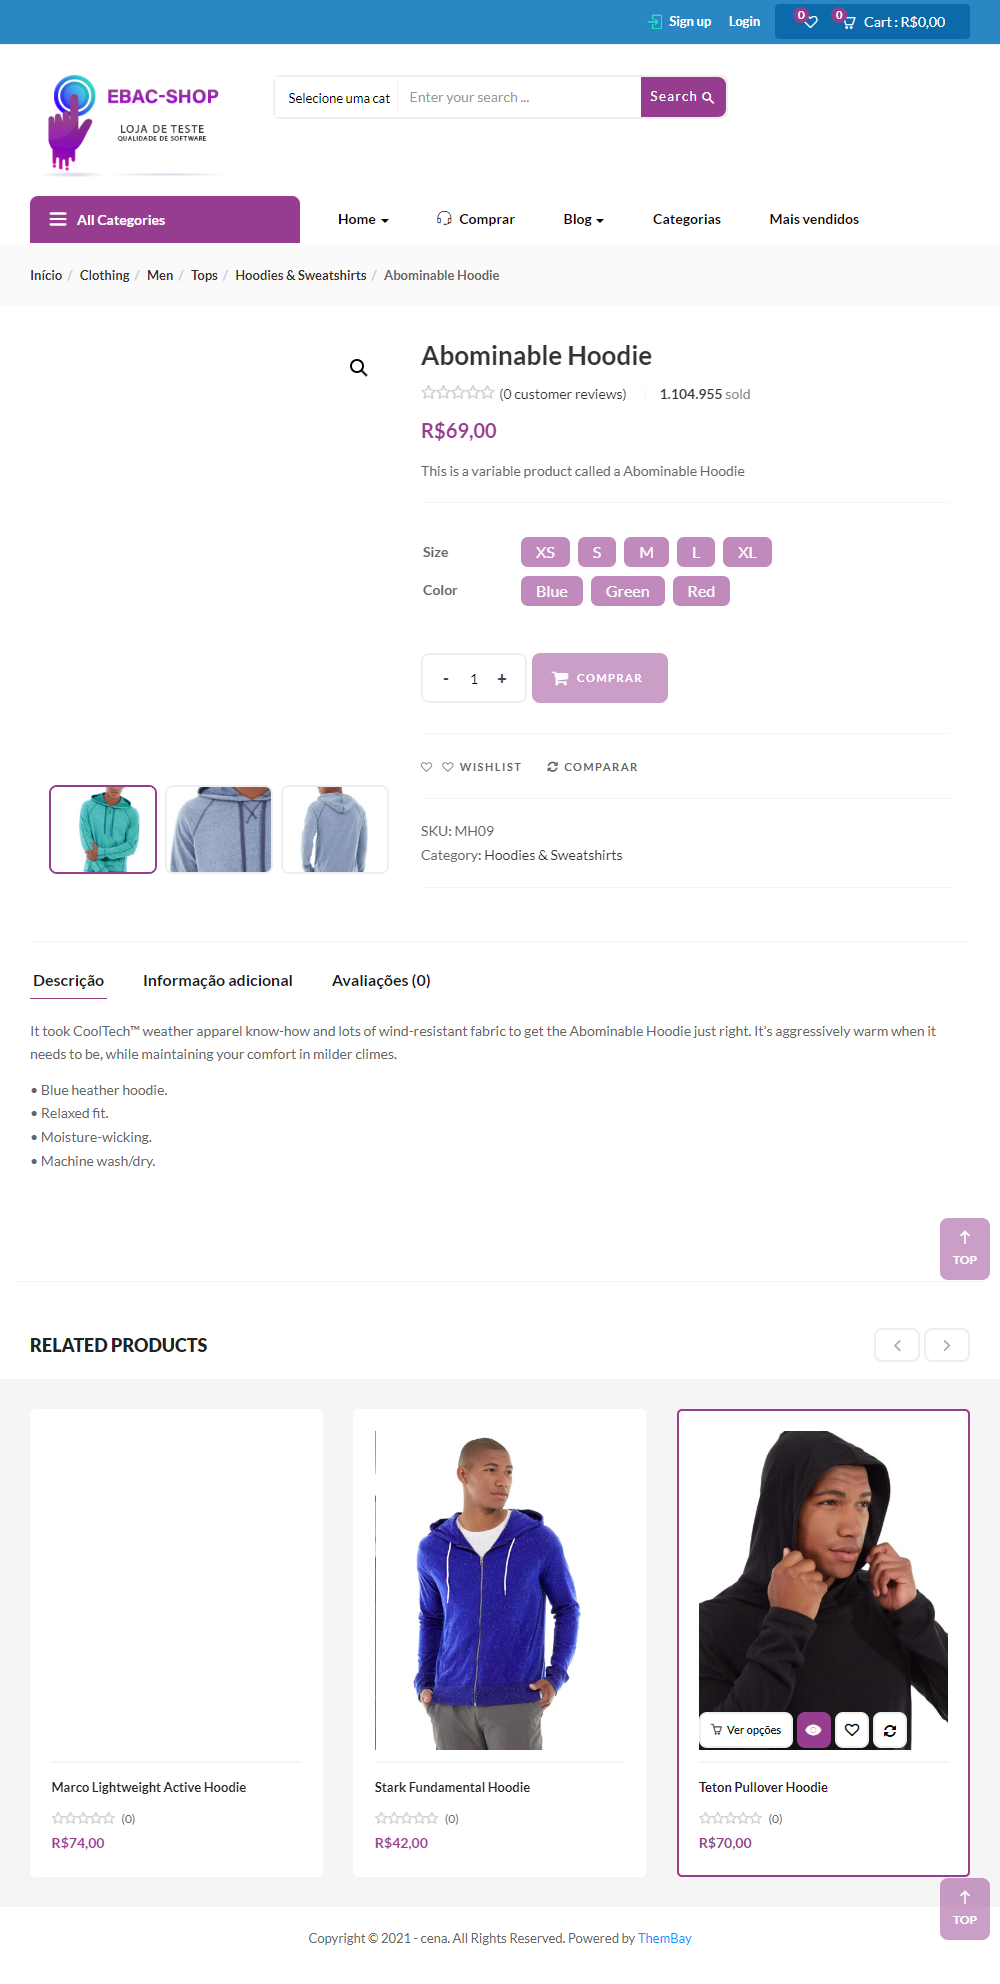 Sign up Login 0 0 Cart : R$0,00
EBAC-SHOP
LOJA DE TESTE
QUALIDADE DE SOFTWARE
Selecione uma cat Enter your search ... Search
All Categories Home Comprar Blog Categorias Mais vendidos
Início / Clothing / Men / Tops / Hoodies & Sweatshirts / Abominable Hoodie
Abominable Hoodie
(0 customer reviews) 1.104.955 sold
R$69,00
This is a variable product called a Abominable Hoodie
Size XS S M L XL
Color Blue Green Red
- 1 + COMPRAR
WISHLIST COMPARAR
SKU: MH09
Category: Hoodies & Sweatshirts
Descrição Informação adicional Avaliações (0)
It took CoolTech™ weather apparel know-how and lots of wind-resistant fabric to get the Abominable Hoodie just right. It’s aggressively warm when it
needs to be, while maintaining your comfort in milder climes.
• Blue heather hoodie.
• Relaxed fit.
• Moisture-wicking.
• Machine wash/dry.
TOP
RELATED PRODUCTS
Ver opções
Marco Lightweight Active Hoodie
(0)
R$74,00
Stark Fundamental Hoodie
(0)
R$42,00
Teton Pullover Hoodie
(0)
R$70,00
TOP
Copyright © 2021 - cena. All Rights Reserved. Powered by ThemBay